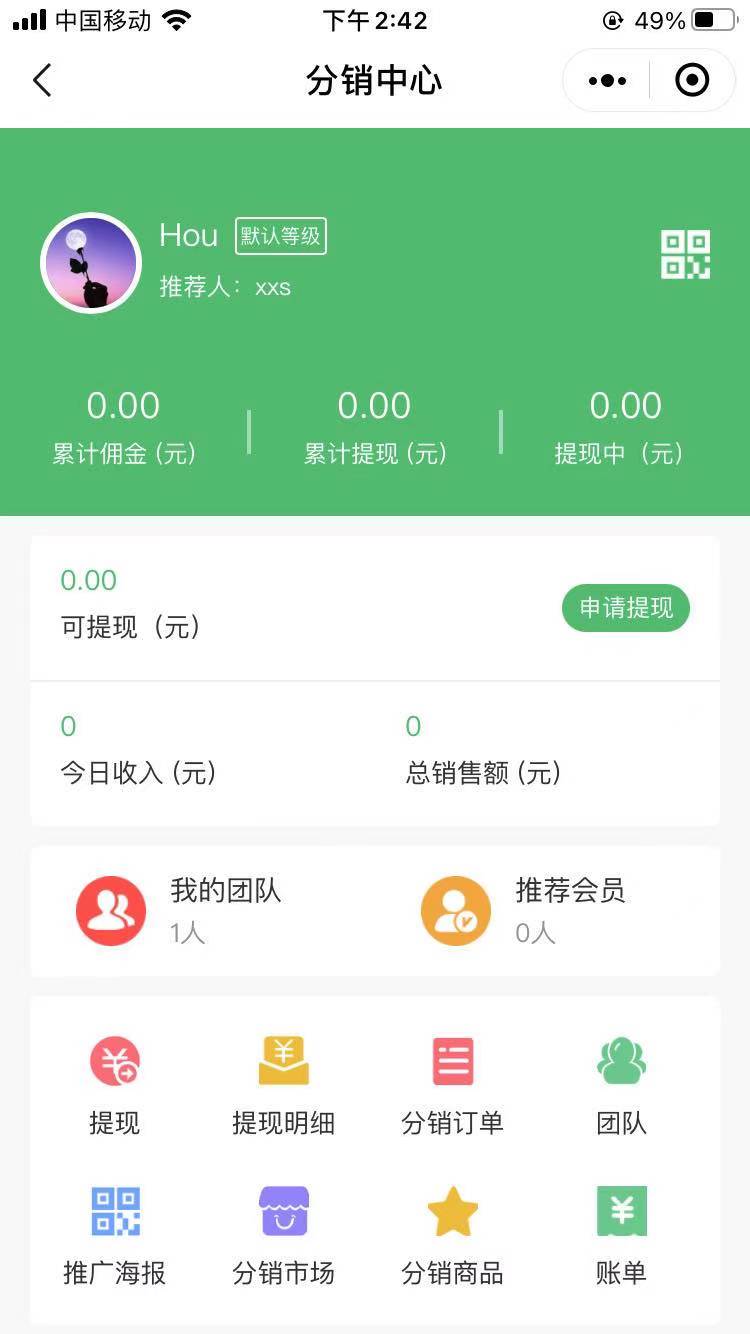 中国移动 下午2:42 49%
分销中心
Hou 默认等级
推荐人：xxs
0.00 0.00 0.00
累计佣金 (元) 累计提现 (元) 提现中（元）
0.00
可提现（元） 申请提现
0 0
今日收入 (元) 总销售额 (元)
我的团队 推荐会员
1人 0人
提现 提现明细 分销订单 团队
推广海报 分销市场 分销商品 账单